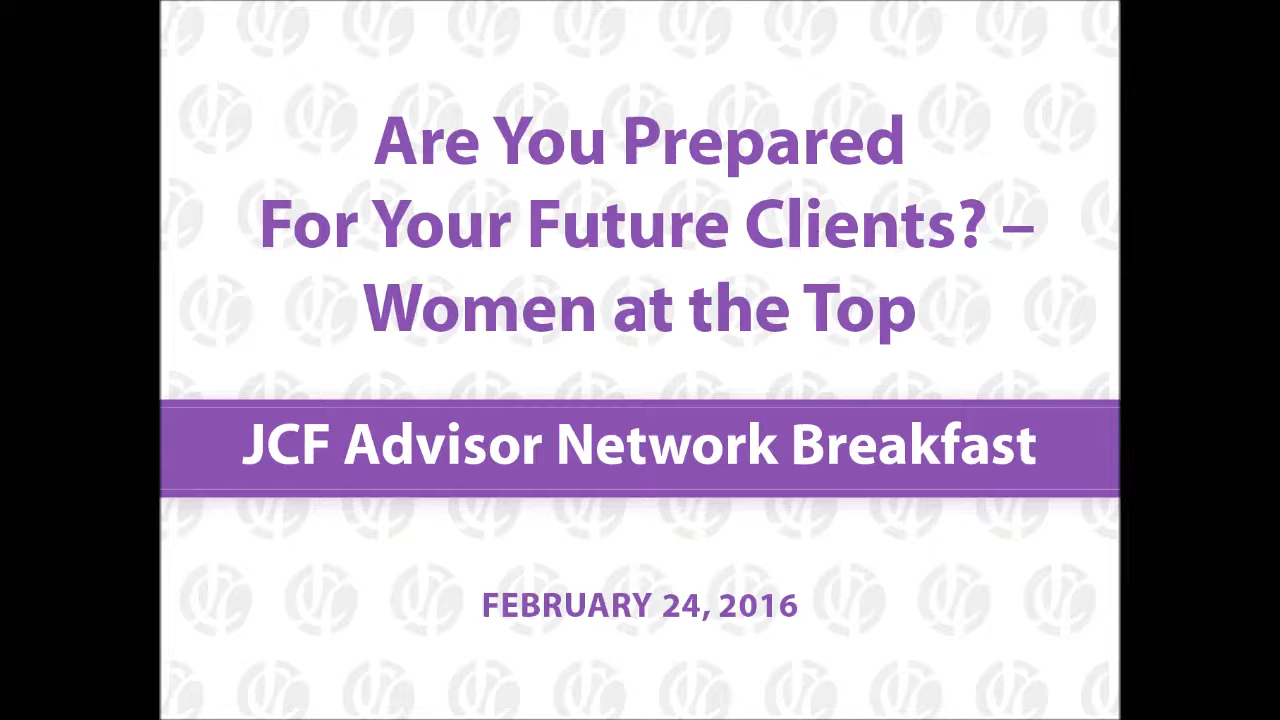 Are You Prepared
For Your Future Clients? –
Women at the Top
JCF Advisor Network Breakfast
FEBRUARY 24, 2016